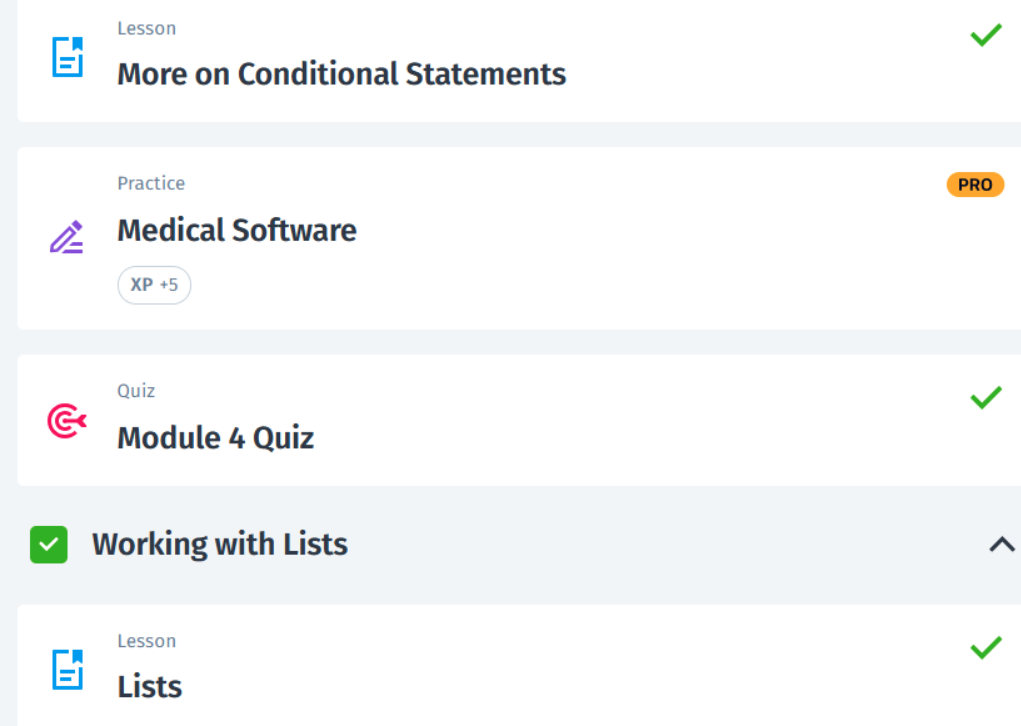 Lesson
More on Conditional Statements
Practice
PRO
Medical Software
XP +5
Quiz
Module 4 Quiz
Working with Lists
Lesson
Lists